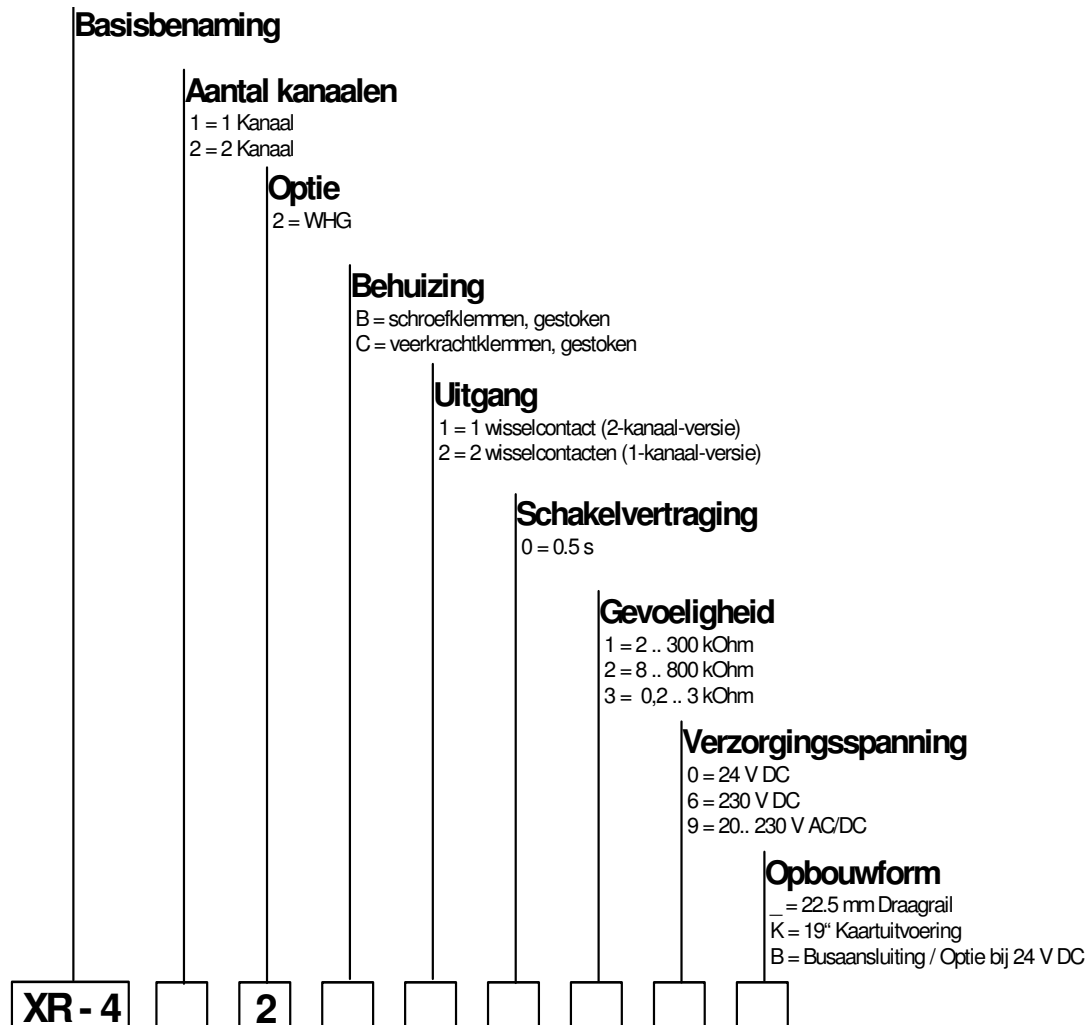 Basisbenaming
Aantal kanaalen
1 = 1 Kanaal
2 = 2 Kanaal
Optie
2 = WHG
Behuizing
B = schroefklemmen, gestoken
C = veerkrachtklemmen, gestoken
Uitgang
1 = 1 wisselcontact (2-kanaal-versie)
2 = 2 wisselcontacten (1-kanaal-versie)
Schakelvertraging
0 = 0.5 s
Gevoeligheid
1 = 2 .. 300 kOhm
2 = 8 .. 800 kOhm
3 = 0,2 .. 3 kOhm
Verzorgingsspanning
0 = 24 V DC
6 = 230 V DC
9 = 20.. 230 V AC/DC
Opbouwform
_ = 22.5 mm Draagrail
K = 19“ Kaartuitvoering
B = Busaansluiting / Optie bij 24 V DC
XR - 4 2